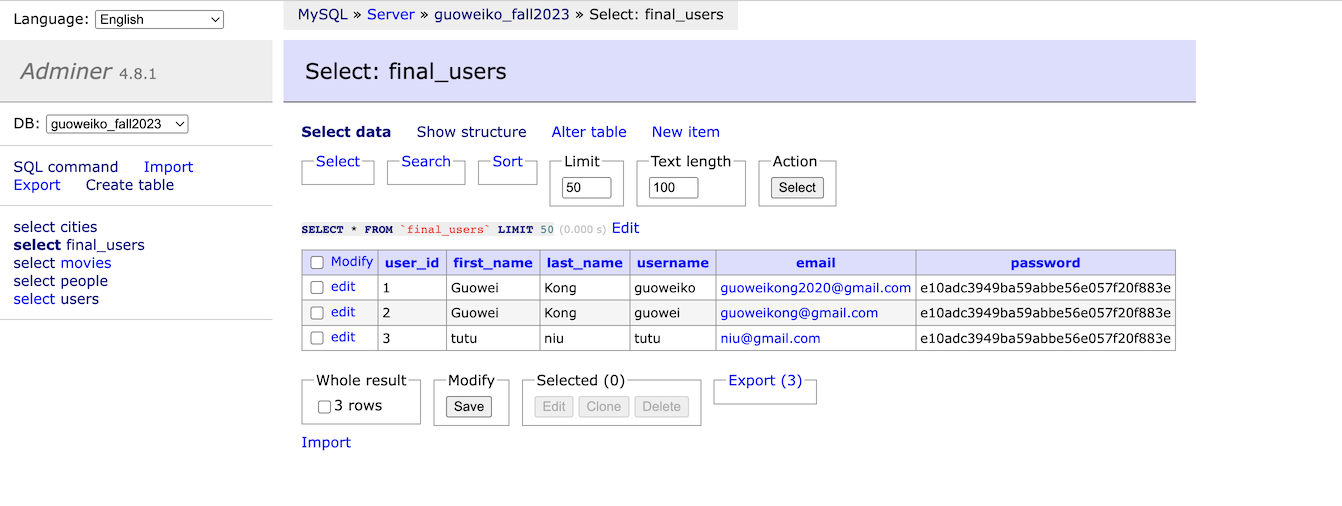 Language: English
MySQL » Server » guoweiko_fall2023 » Select: final_users
Adminer 4.8.1
Select: final_users
DB: guoweiko_fall2023
Select data Show structure Alter table New item
SQL command Import
Export Create table
Select Search Sort Limit Text length Action
50 100 Select
select cities
select final_users
select movies
select people
select users
SELECT * FROM `final_users` LIMIT 50 (0.000 s) Edit
Modify user_id first_name last_name username email password
edit 1 Guowei Kong guoweiko guoweikong2020@gmail.com e10adc3949ba59abbe56e057f20f883e
edit 2 Guowei Kong guowei guoweikong@gmail.com e10adc3949ba59abbe56e057f20f883e
edit 3 tutu niu tutu niu@gmail.com e10adc3949ba59abbe56e057f20f883e
Whole result Modify Selected (0) Export (3)
3 rows Save Edit Clone Delete
Import